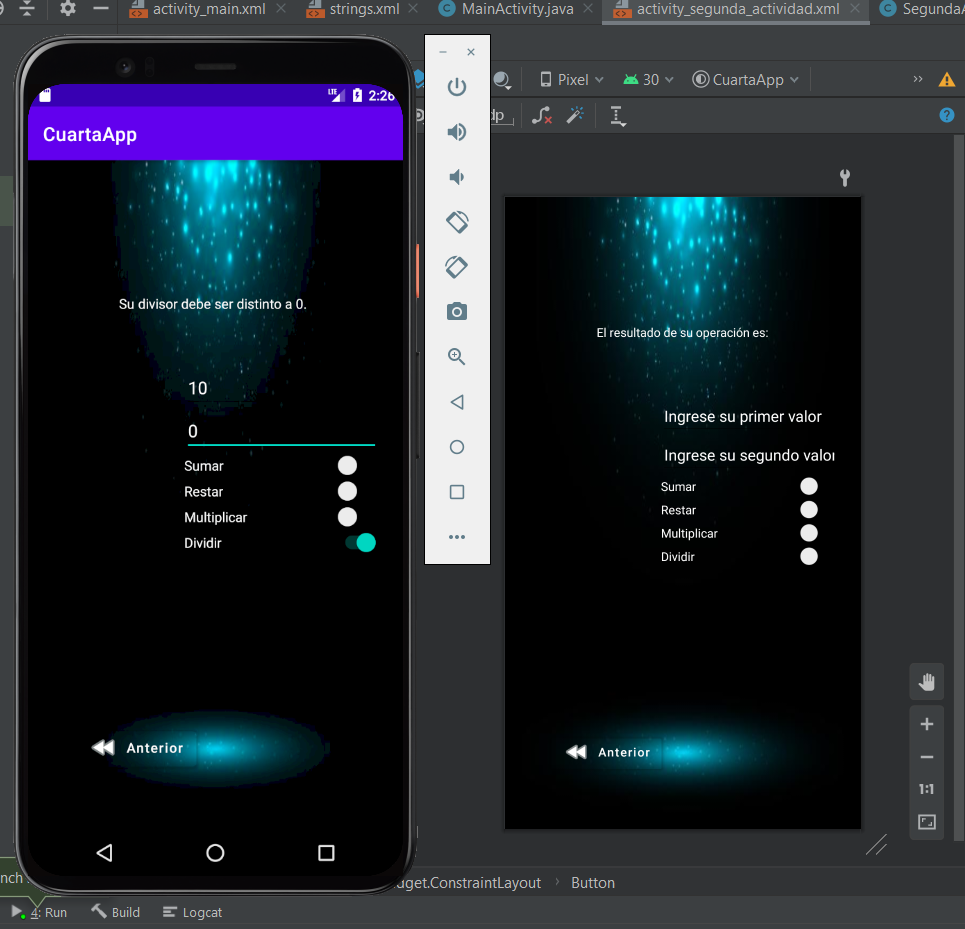 activity_main.xml
strings.xml
MainActivity.java
activity_segunda_actividad.xml
SegundaA
Pixel
30
CuartaApp
dp
LTE
2:26
CuartaApp
Su divisor debe ser distinto a 0.
10
0
Sumar
Restar
Multiplicar
Dividir
Anterior
El resultado de su operación es:
Ingrese su primer valor
Ingrese su segundo valor
Sumar
Restar
Multiplicar
Dividir
Anterior
1:1
nch
dget.ConstraintLayout
Button
4: Run
Build
Logcat